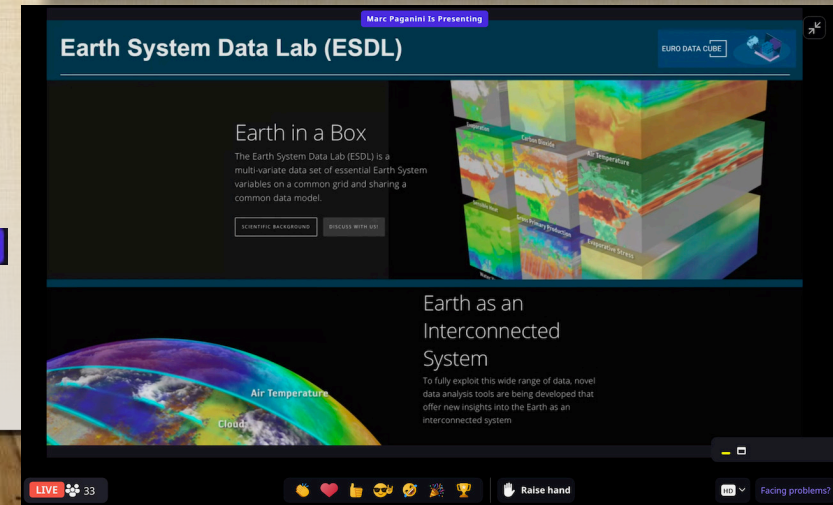 Marc Paganini Is Presenting
Earth System Data Lab (ESDL)
EURO DATA CUBE
Earth in a Box
The Earth System Data Lab (ESDL) is a
multi-variate data set of essential Earth System
variables on a common grid and sharing a
common data model.
SCIENTIFIC BACKGROUND
DISCUSS WITH US!
Evaporation
Carbon Dioxide
Air Temperature
Sensible Heat
Gross Primary Production
Evaporative Stress
Earth as an
Interconnected
System
To fully exploit this wide range of data, novel
data analysis tools are being developed that
offer new insights into the Earth as an
interconnected system
Air Temperature
Cloud
LIVE 33
Raise hand
HD
Facing problems?